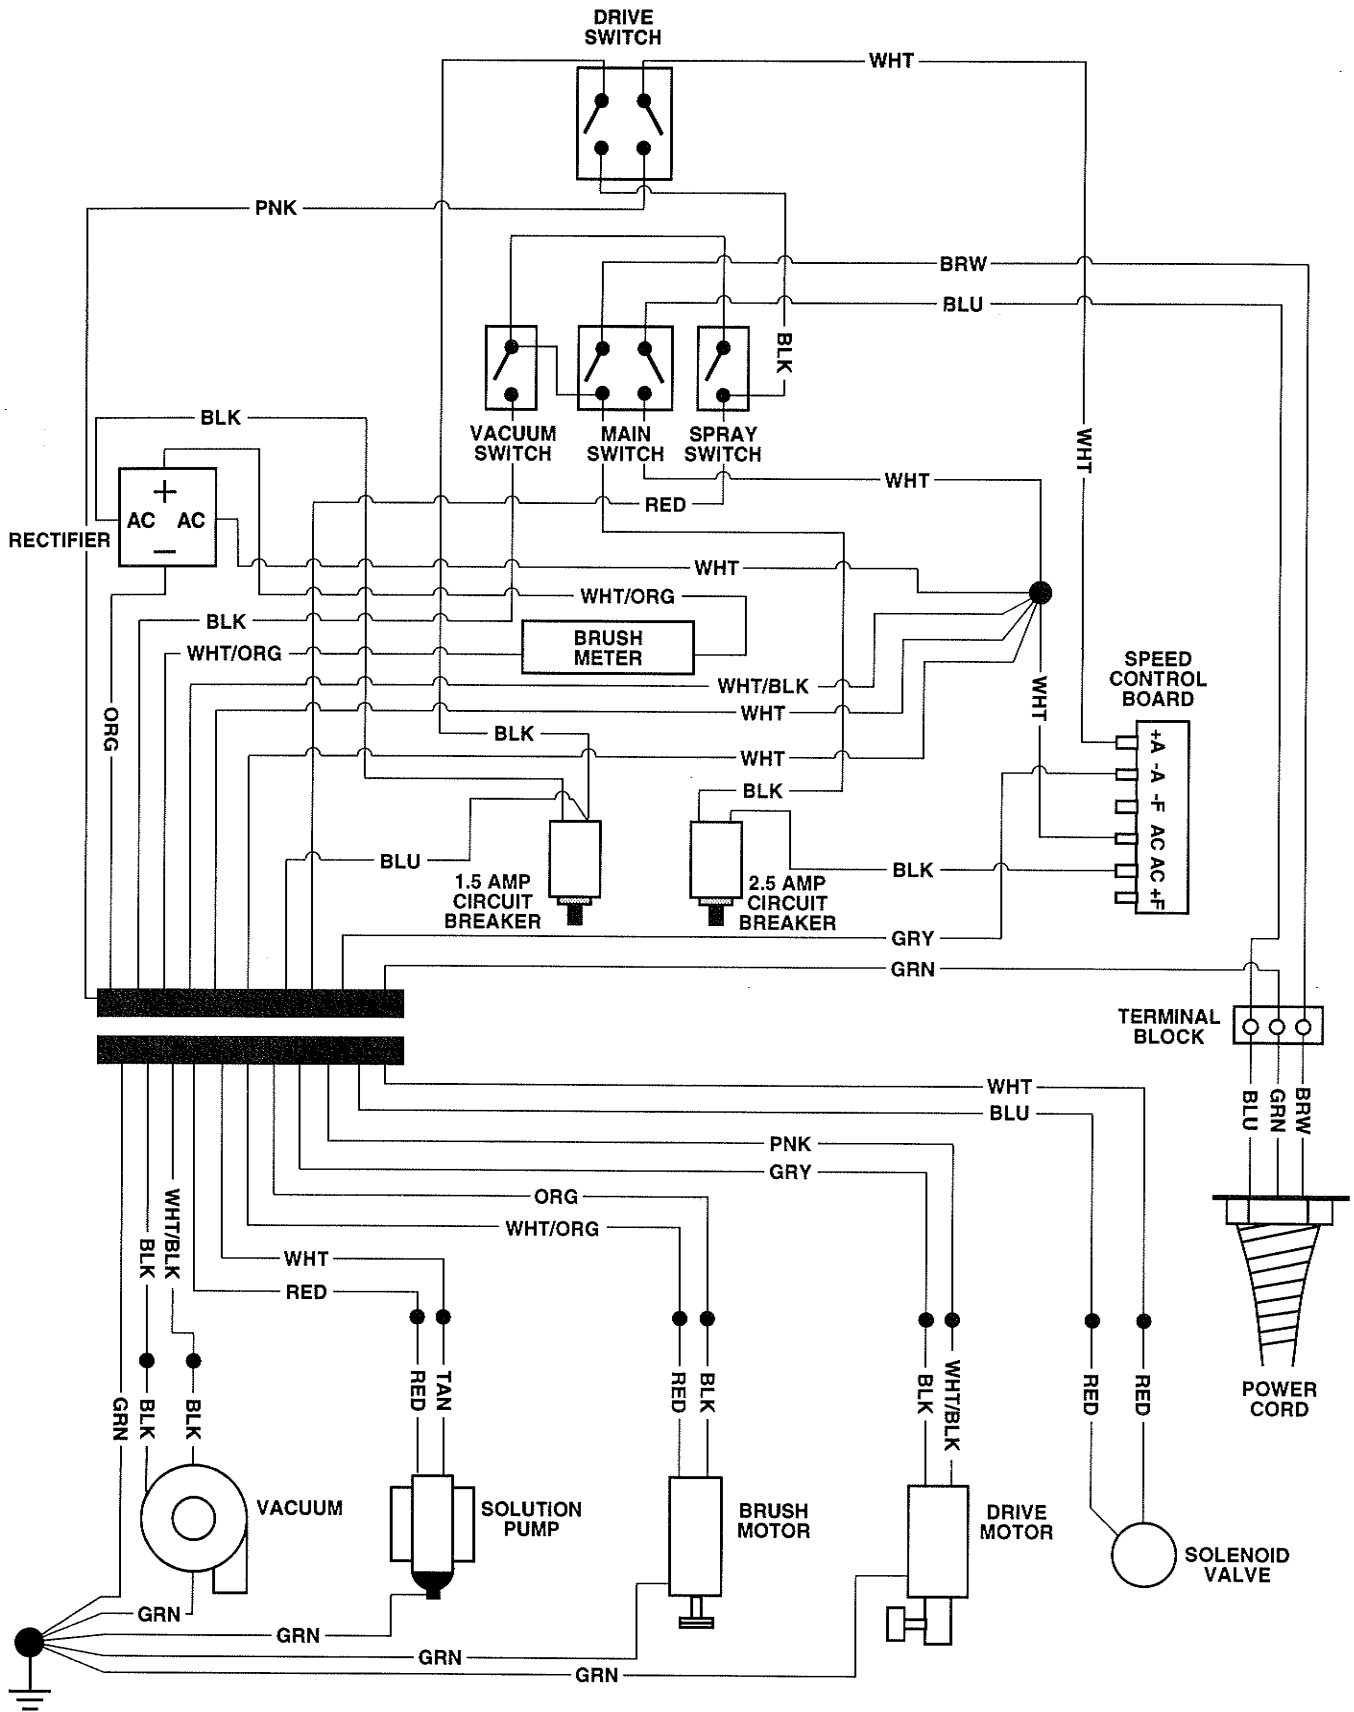 DRIVE
SWITCH
WHT
PNK
BRW
BLU
BLK
VACUUM
SWITCH
MAIN
SWITCH
SPRAY
SWITCH
BLK
WHT
WHT
RED
+
AC AC
–
RECTIFIER
WHT
WHT/ORG
BLK
BRUSH
METER
WHT/ORG
WHT/BLK
WHT
ORG
BLK
WHT
WHT
SPEED
CONTROL
BOARD
+A
-A
-F
AC
AC
+F
BLK
BLU
BLK
1.5 AMP
CIRCUIT
BREAKER
2.5 AMP
CIRCUIT
BREAKER
GRY
GRN
TERMINAL
BLOCK
WHT
BLU
BLU
GRN
BRW
PNK
GRY
ORG
WHT/ORG
WHT/BLK
BLK
WHT
RED
GRN
BLK
BLK
RED
TAN
RED
BLK
BLK
WHT/BLK
RED
RED
POWER
CORD
VACUUM
SOLUTION
PUMP
BRUSH
MOTOR
DRIVE
MOTOR
SOLENOID
VALVE
GRN
GRN
GRN
GRN